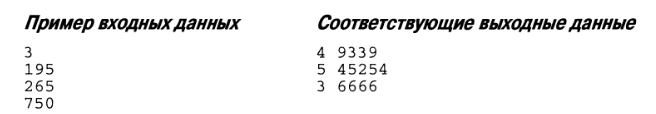 Пример входных данных Соответствующие выходные данные
3 4 9339
195 5 45254
265 3 6666
750